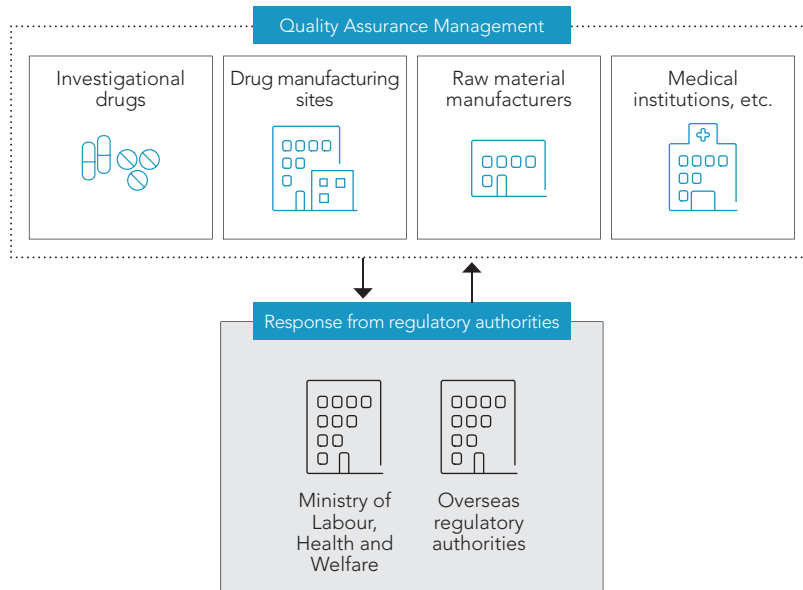 Quality Assurance Management
Investigational
drugs
Drug manufacturing
sites
Raw material
manufacturers
Medical
institutions, etc.
Response from regulatory authorities
Ministry of
Labour,
Health and
Welfare
Overseas
regulatory
authorities